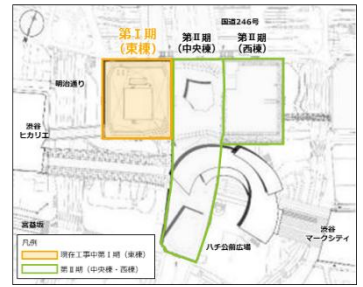 国道246号
第Ⅰ期
(東棟)
第Ⅱ期
(中央棟)
第Ⅱ期
(西棟)
明治通り
渋谷
ヒカリエ
宮益坂
ハチ公前広場
渋谷
マークシティ
凡例
現在工事中第Ⅰ期(東棟)
第Ⅱ期(中央棟・西棟)